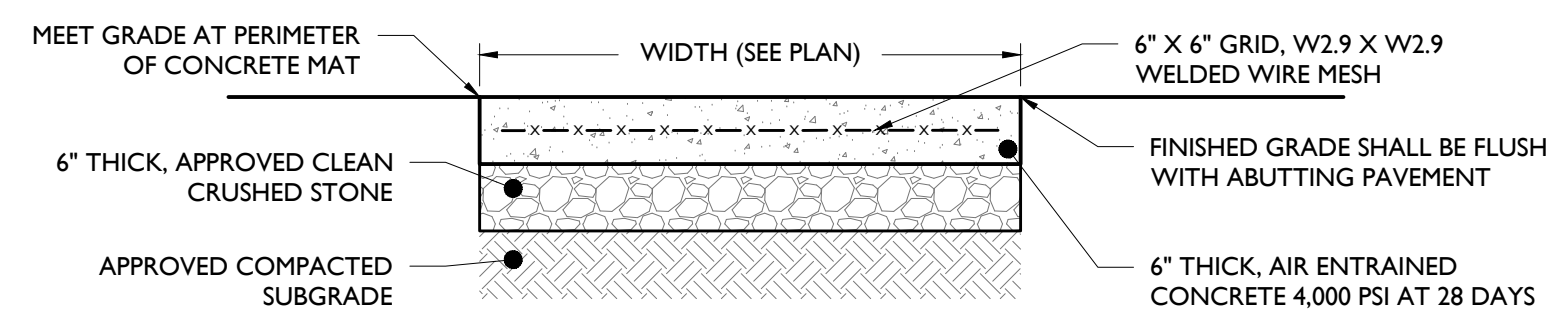 MEET GRADE AT PERIMETER
OF CONCRETE MAT
6" THICK, APPROVED CLEAN
CRUSHED STONE
APPROVED COMPACTED
SUBGRADE
WIDTH (SEE PLAN)
6" X 6" GRID, W2.9 X W2.9
WELDED WIRE MESH
FINISHED GRADE SHALL BE FLUSH
WITH ABUTTING PAVEMENT
6" THICK, AIR ENTRAINED
CONCRETE 4,000 PSI AT 28 DAYS